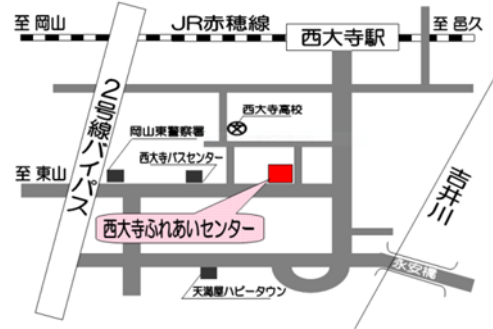 至岡山
JR赤穂線
西大寺駅
至邑久
2号線バイパス
西大寺高校
岡山東警察署
西大寺バスセンター
至東山
吉井川
西大寺ふれあいセンター
永安橋
天満屋ハピータウン